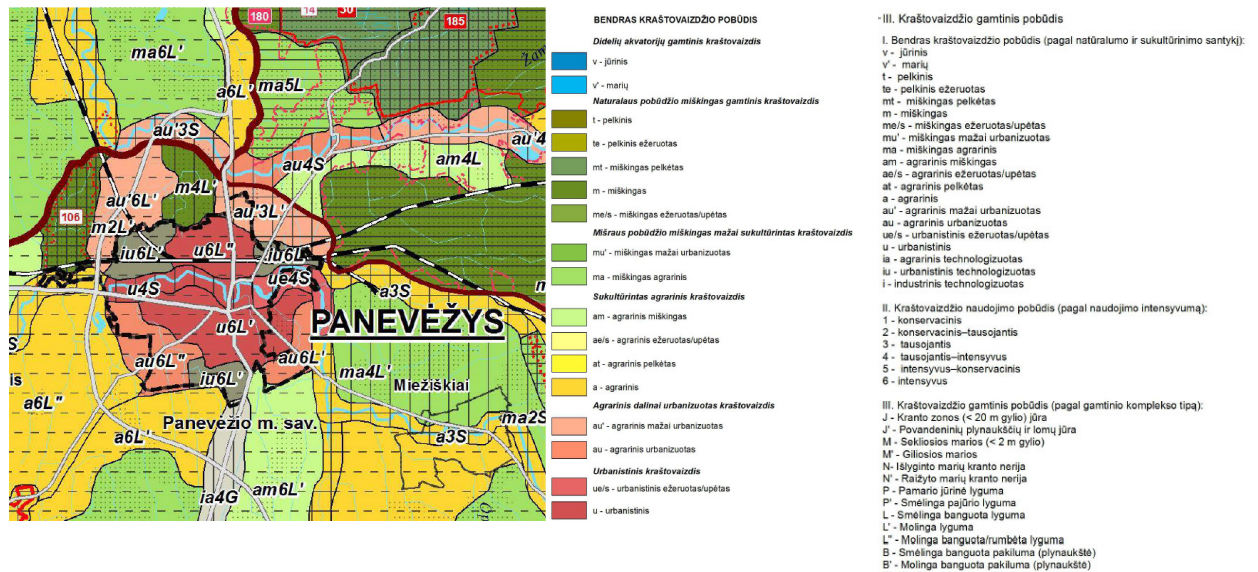 180
14
30
185
ma6L'
a6L'
ma5L
au'3S
au'4
au4S
am4L
m4L'
au'6L'
106
au'3L'
m2L'
iu6L'
u6L"
iu6L'
ue4S
a3S
u4S
u6L'
PANEVĖŽYS
S
au6L"
au6L'
iu6L'
ma4L'
is
Miežiškiai
a6L"
ma2S
Panevėžio m. sav.
a6L'
a3S
am6L'
ia4G
BENDRAS KRAŠTOVAIZDŽIO POBŪDIS
Didelių akvatorijų gamtinis kraštovaizdis
v - jūrinis
v' - marių
Natūralaus pobūdžio miškingas gamtinis kraštovaizdis
t - pelkinis
te - pelkinis ežeruotas
mt - miškingas pelkėtas
m - miškingas
me/s - miškingas ežeruotas/upėtas
Mišraus pobūdžio miškingas mažai sukultūrintas kraštovaizdis
mu' - miškingas mažai urbanizuotas
ma - miškingas agrarinis
Sukultūrintas agrarinis kraštovaizdis
am - agrarinis miškingas
ae/s - agrarinis ežeruotas/upėtas
at - agrarinis pelkėtas
a - agrarinis
Agrarinis dalinai urbanizuotas kraštovaizdis
au' - agrarinis mažai urbanizuotas
au - agrarinis urbanizuotas
Urbanistinis kraštovaizdis
ue/s - urbanistinis ežeruotas/upėtas
u - urbanistinis
-III. Kraštovaizdžio gamtinis pobūdis
I. Bendras kraštovaizdžio pobūdis (pagal natūralumo ir sukultūrinimo santykį):
v - jūrinis
v' - marių
t - pelkinis
te - pelkinis ežeruotas
mt - miškingas pelkėtas
m - miškingas
me/s - miškingas ežeruotas/upėtas
mu' - miškingas mažai urbanizuotas
ma - miškingas agrarinis
am - agrarinis miškingas
ae/s - agrarinis ežeruotas/upėtas
at - agrarinis pelkėtas
a - agrarinis
au' - agrarinis mažai urbanizuotas
au - agrarinis urbanizuotas
ue/s - urbanistinis ežeruotas/upėtas
u - urbanistinis
ia - agrarinis technologizuotas
iu - urbanistinis technologizuotas
i - industrinis technologizuotas
II. Kraštovaizdžio naudojimo pobūdis (pagal naudojimo intensyvumą):
1 - konservacinis
2 - konservacinis–tausojantis
3 - tausojantis
4 - tausojantis–intensyvus
5 - intensyvus–konservacinis
6 - intensyvus
III. Kraštovaizdžio gamtinis pobūdis (pagal gamtinio komplekso tipą):
J - Kranto zonos (< 20 m gylio) jūra
J' - Povandeninių plynaukščių ir lomų jūra
M - Sekliosios marios (< 2 m gylio)
M' - Giliosios marios
N- Išlyginto marių kranto nerija
N' - Raižyto marių kranto nerija
P - Pamario jūrinė lyguma
P' - Smėlinga pajūrio lyguma
L - Smėlinga banguota lyguma
L' - Molinga lyguma
L" - Molinga banguota/rumbėta lyguma
B - Smėlinga banguota pakiluma (plynaukštė)
B' - Molinga banguota pakiluma (plynaukštė)